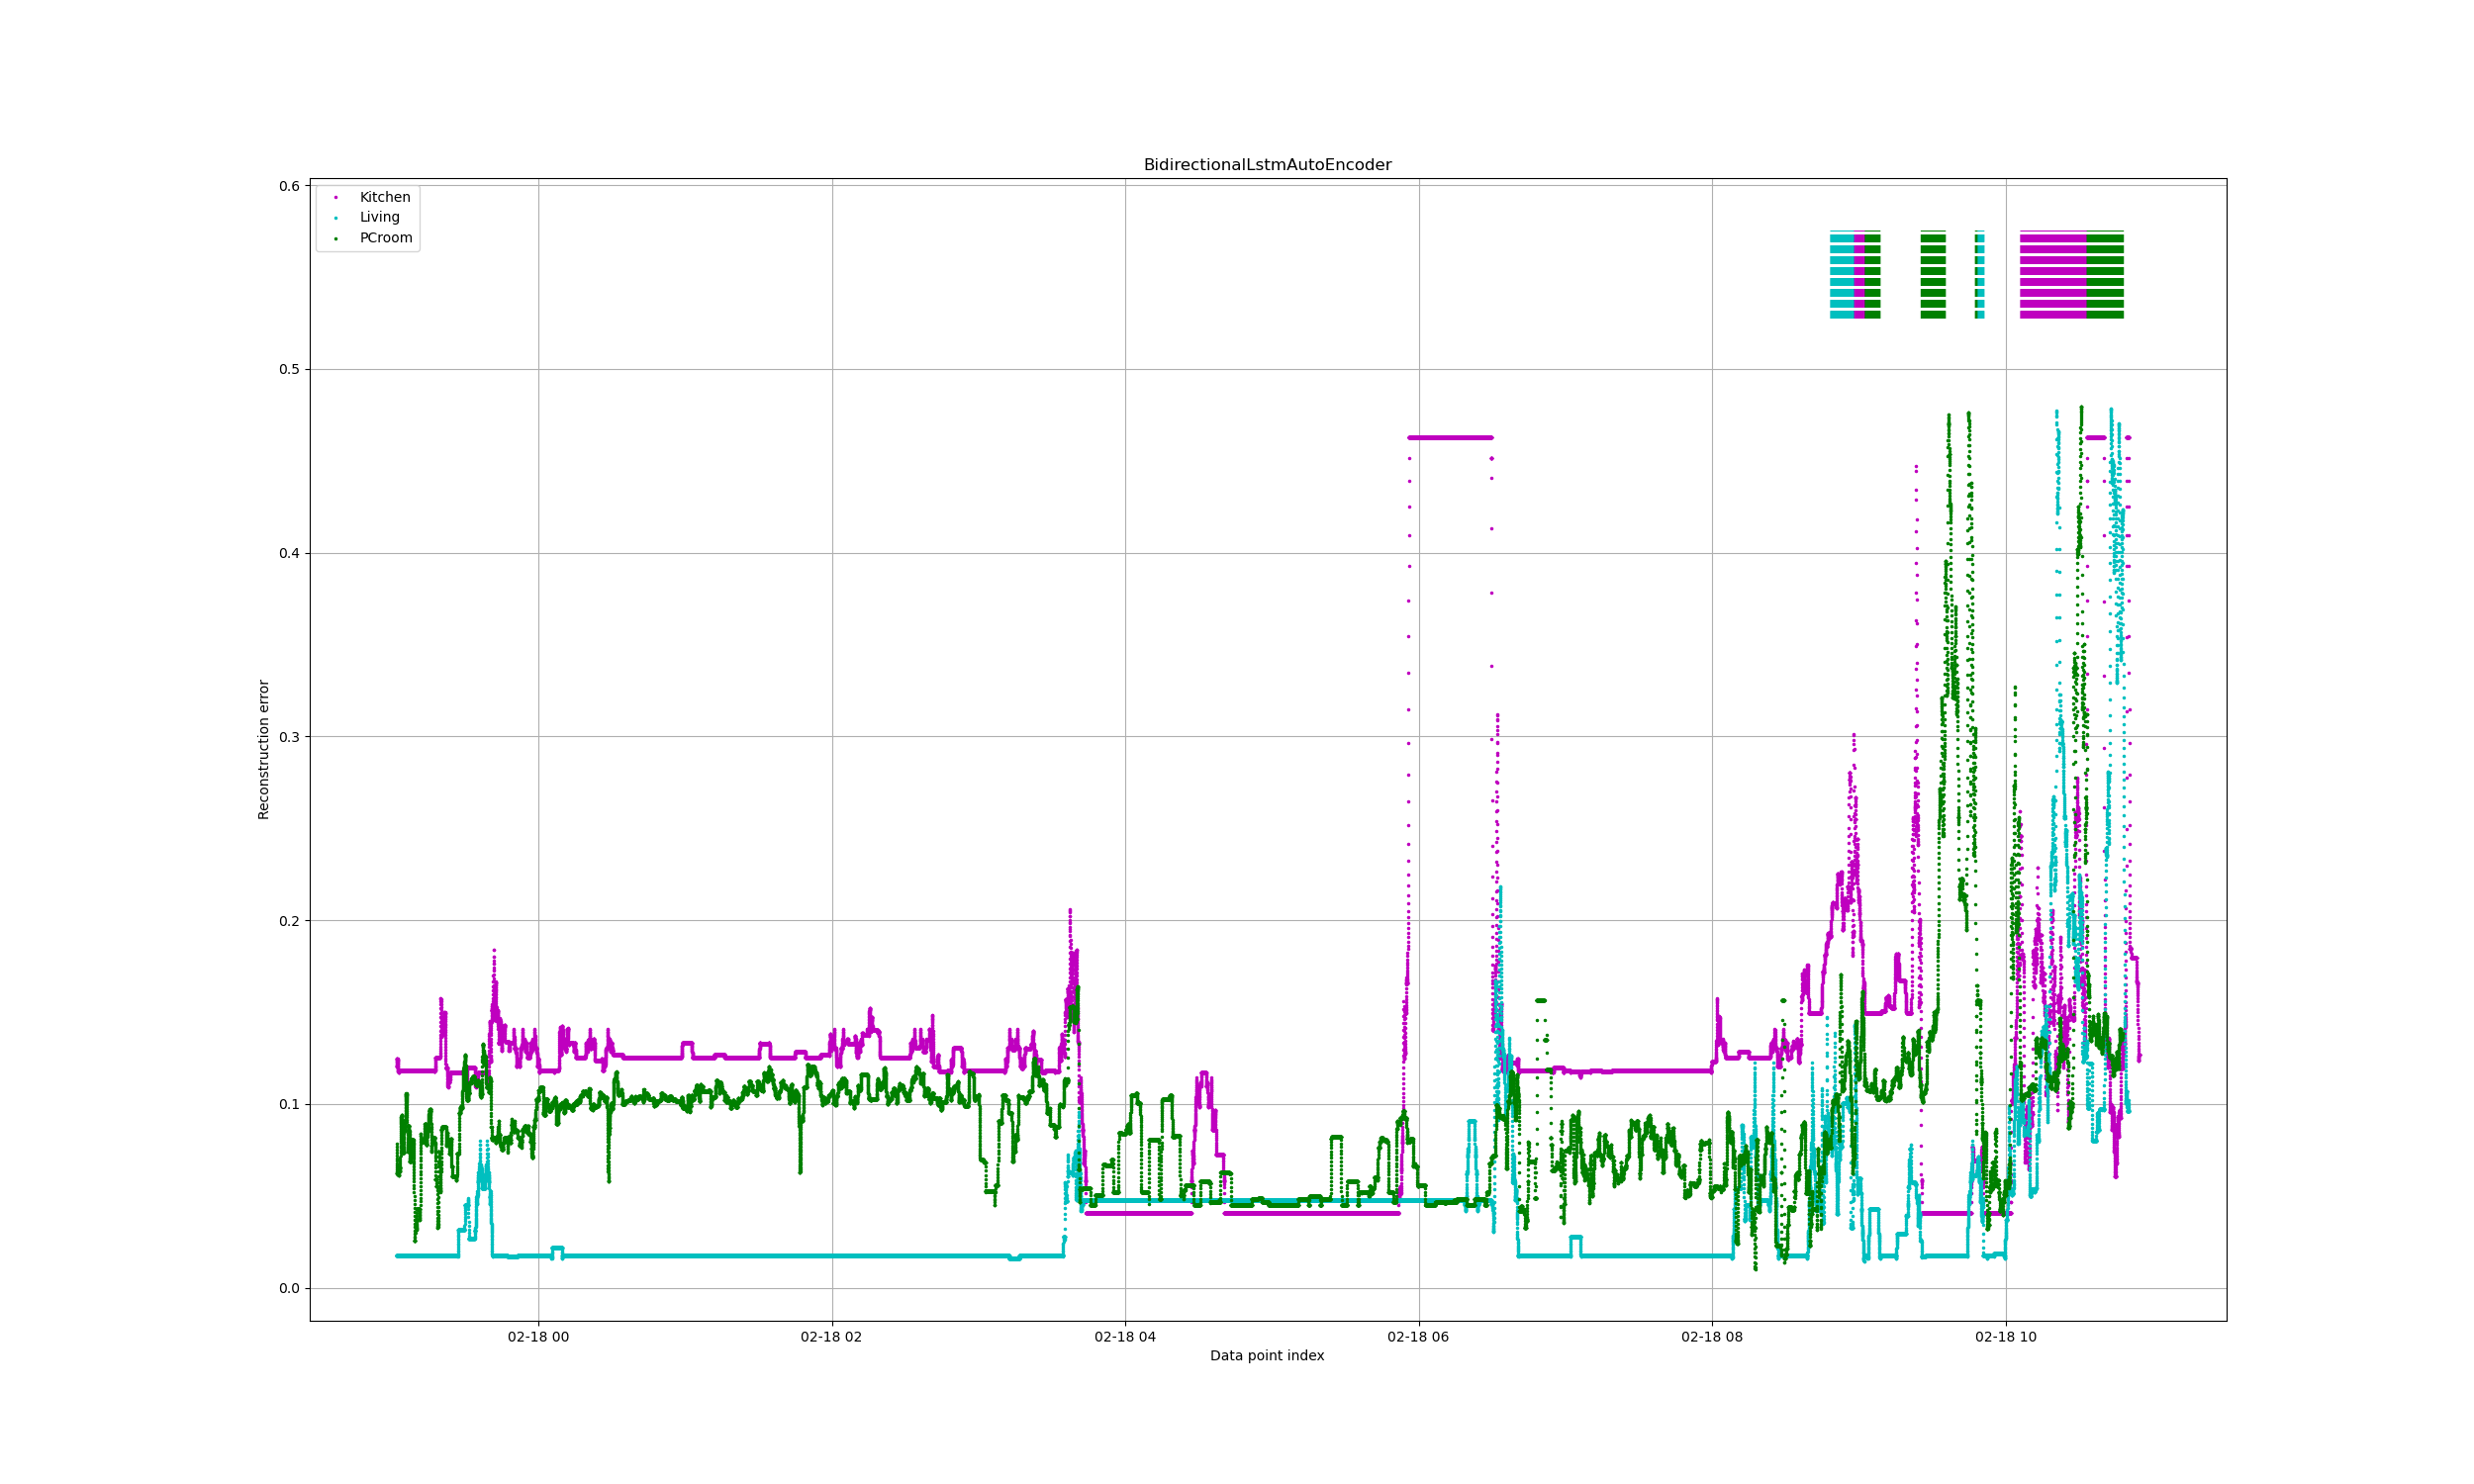 BidirectionalLstmAutoEncoder
Kitchen
Living
PCroom
0.6
0.5
0.4
0.3
0.2
0.1
0.0
Reconstruction error
02-18 00
02-18 02
02-18 04
02-18 06
02-18 08
02-18 10
Data point index